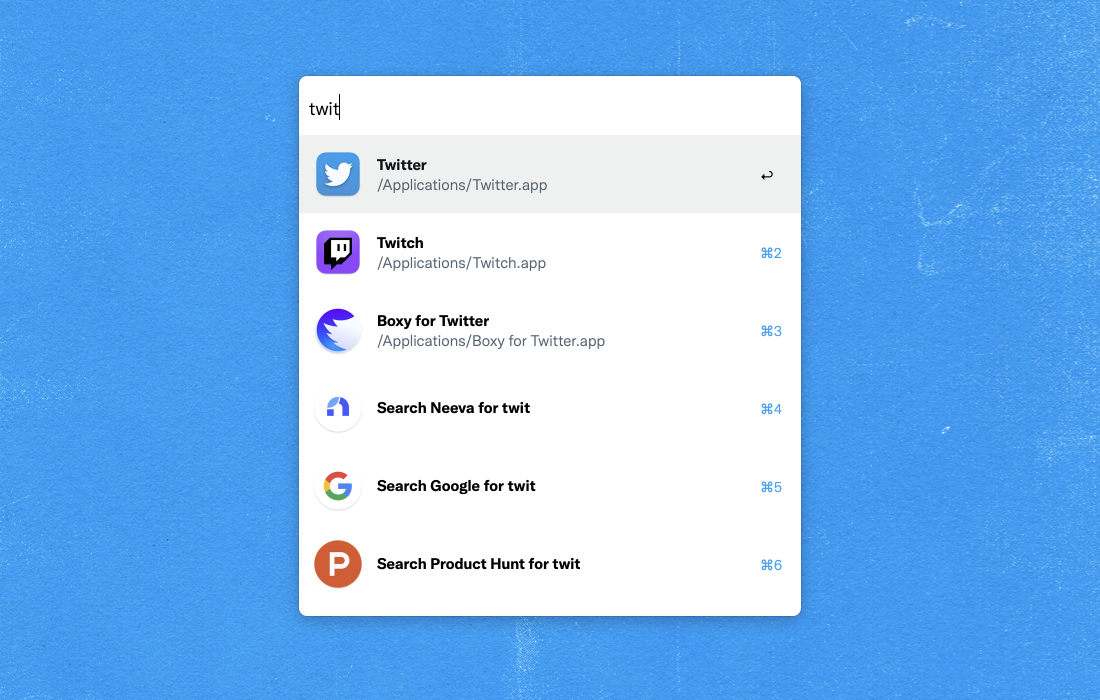 twit
Twitter
/Applications/Twitter.app
↩
Twitch
/Applications/Twitch.app
⌘2
Boxy for Twitter
/Applications/Boxy for Twitter.app
⌘3
Search Neeva for twit
⌘4
Search Google for twit
⌘5
P
Search Product Hunt for twit
⌘6